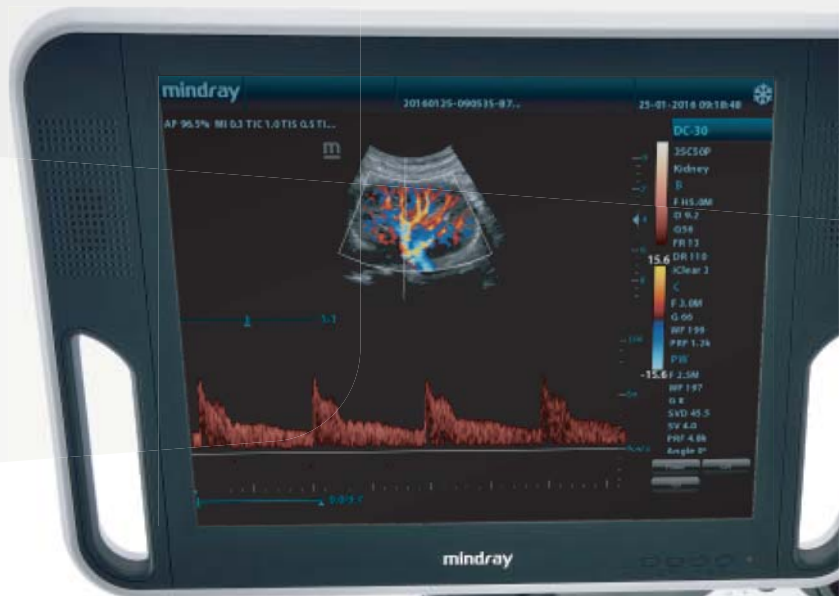 mindray
20160125-090535-87...
25-01-2016 09:18:48
AP 96.5% MI 0.3 TIC 1.0 TIS 0.5 TI...
m
DC-30
3SC50P
Kidney
B
F H5.0M
D 9.2
G56
FR 13
DR 110
iClear 3
15.6
C
F 3.0M
G 66
WF 199
PRF 1.3k
PW
-15.6
F 2.5M
WF 197
G 8
SVD 45.5
SV 4.0
PRF 4.8k
Angle 0°
mindray